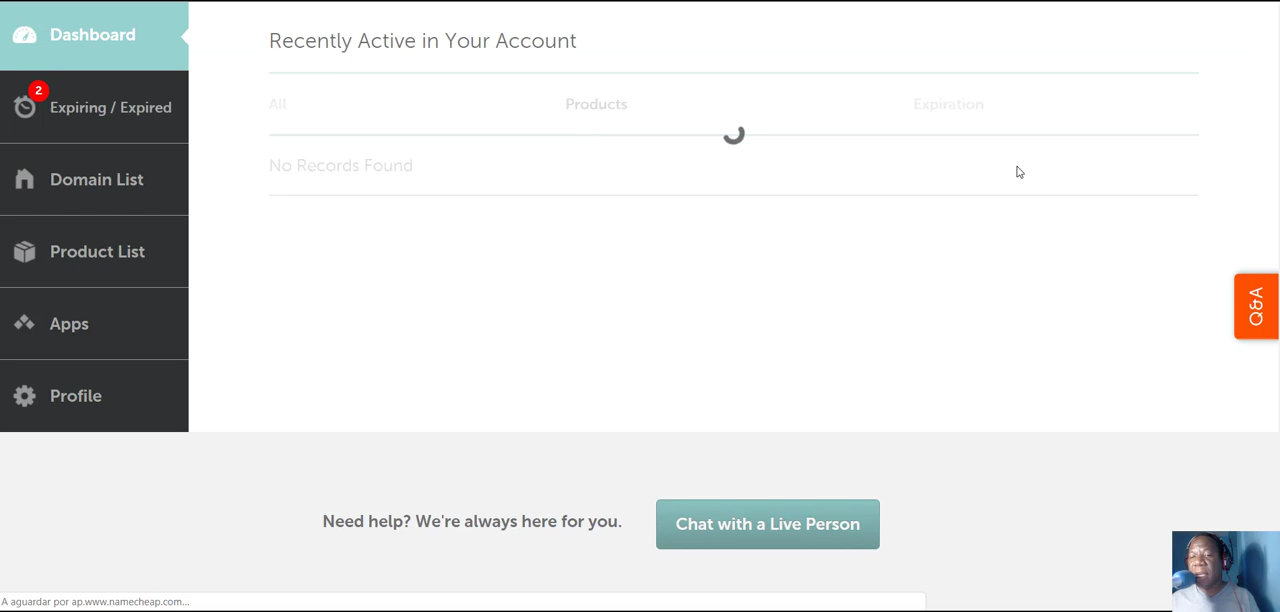 Dashboard
2
Expiring / Expired
Domain List
Product List
Apps
Profile
Recently Active in Your Account
All Products Expiration
No Records Found
Q&A
Need help? We're always here for you.
Chat with a Live Person
A aguardar por ap.www.namecheap.com...